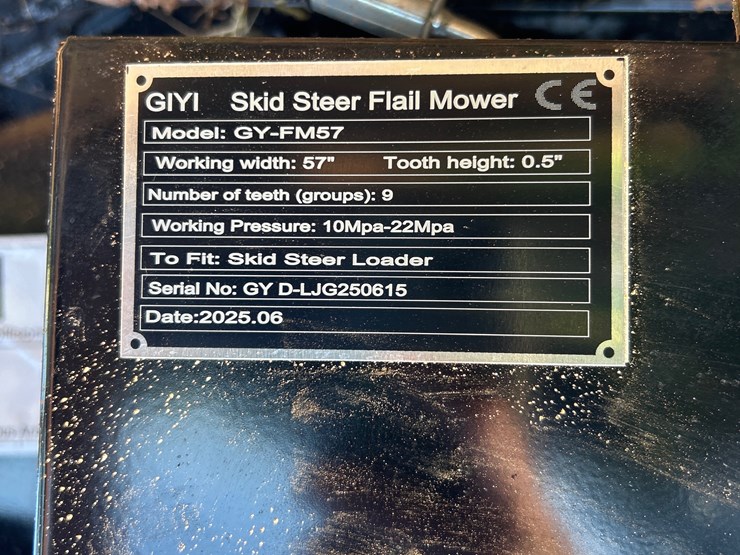 GIYI Skid Steer Flail Mower CE
Model: GY-FM57
Working width: 57" Tooth height: 0.5"
Number of teeth (groups): 9
Working Pressure: 10Mpa-22Mpa
To Fit: Skid Steer Loader
Serial No: GY D-LJG250615
Date:2025.06